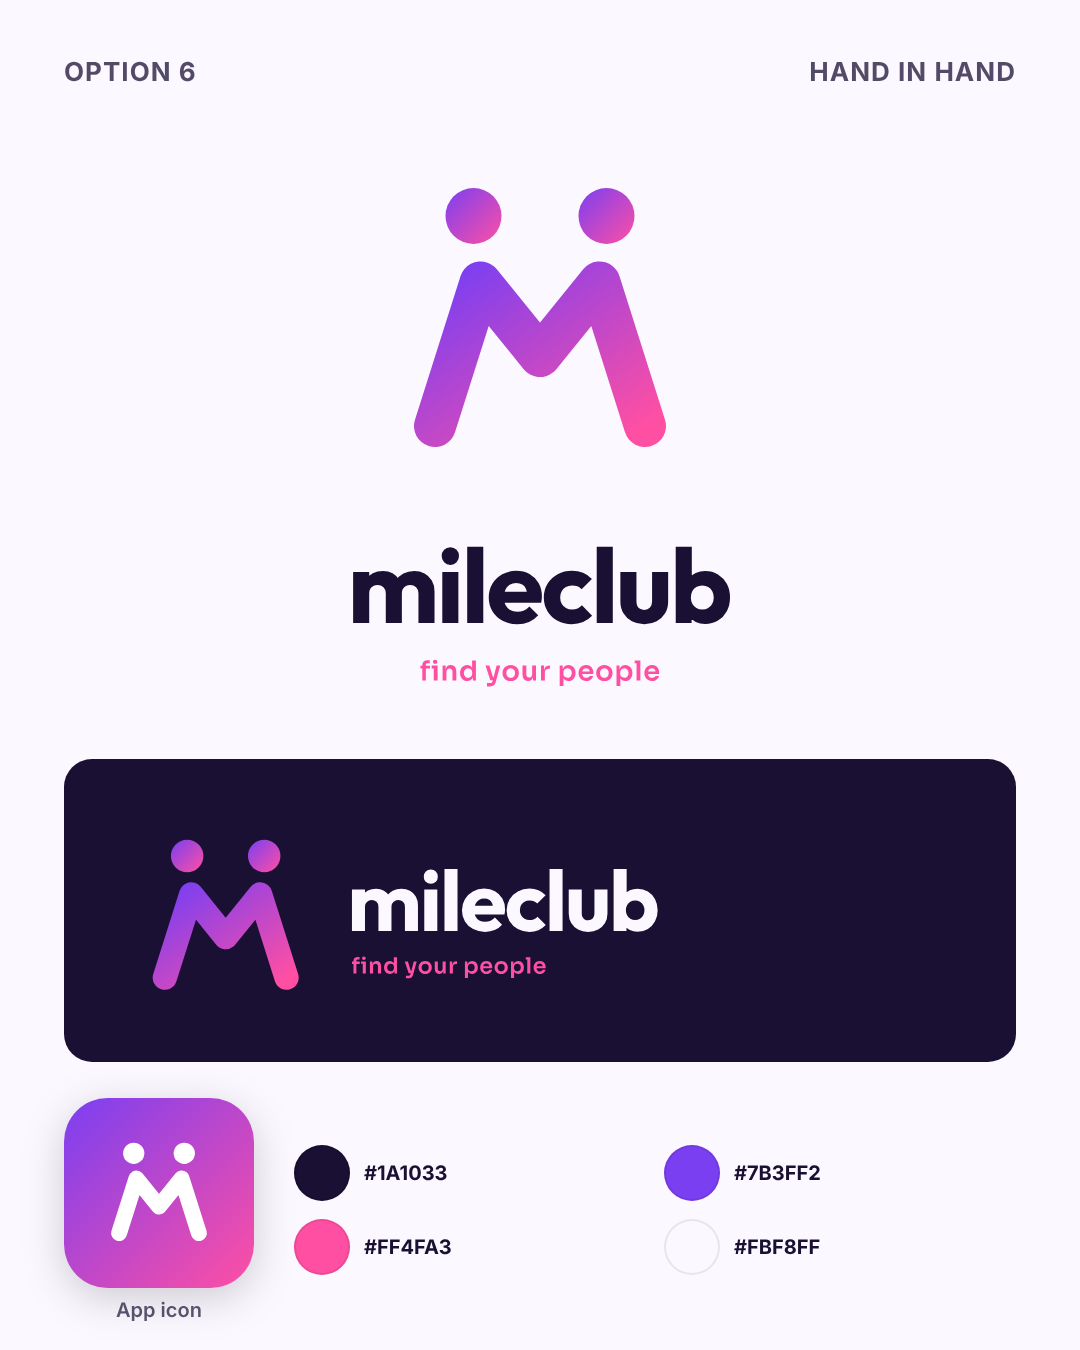 OPTION 6
HAND IN HAND
mileclub
find your people
mileclub
find your people
#1A1033
#7B3FF2
#FF4FA3
#FBF8FF
App icon